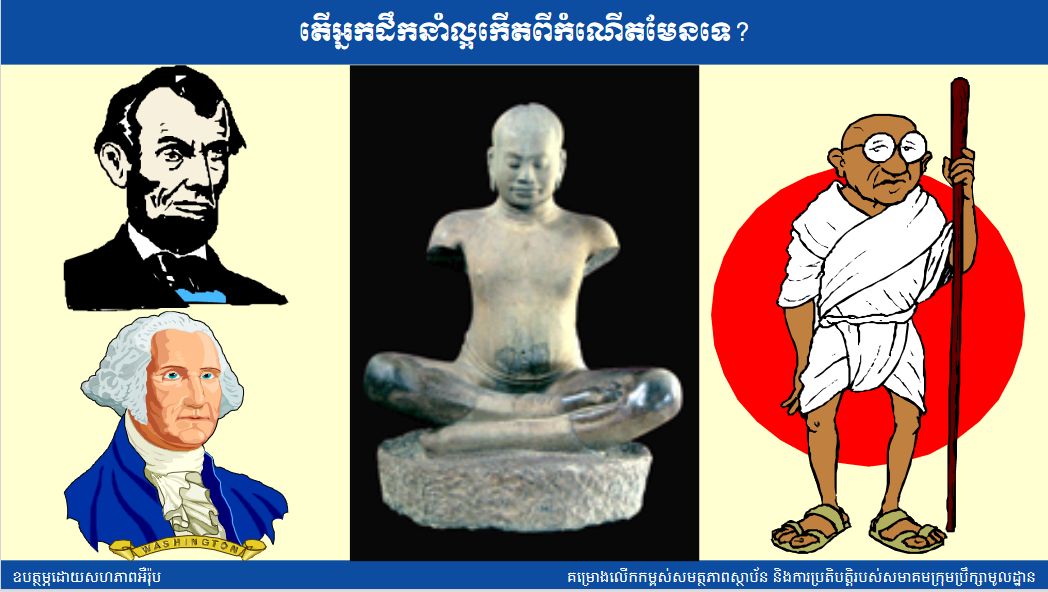 តើអ្នកដឹកនាំល្អកើតពីកំណើតមែនទេ?
WASHINGTON
ឧបត្ថម្ភដោយសហភាពអឺរ៉ុប
គម្រោងលើកកម្ពស់សមត្ថភាពស្ថាប័ន និងការប្រតិបត្តិរបស់សមាគមក្រុមប្រឹក្សាមូលដ្ឋាន